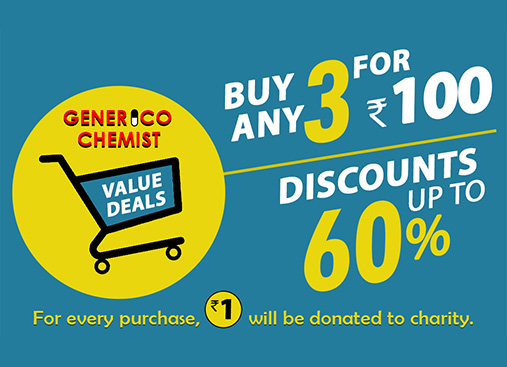 GENERICO
CHEMIST
VALUE
DEALS
BUY
ANY 3 FOR
₹100
DISCOUNTS
UP TO
60%
For every purchase, ₹1 will be donated to charity.